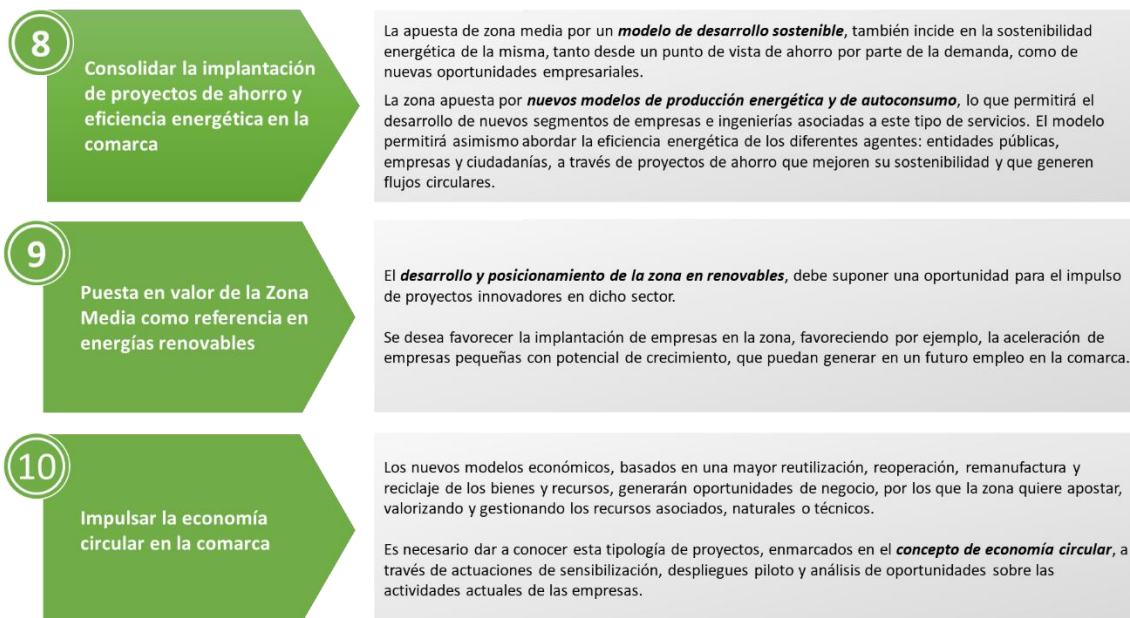 8
Consolidar la implantación
de proyectos de ahorro y
eficiencia energética en la
comarca
La apuesta de zona media por un modelo de desarrollo sostenible, también incide en la sostenibilidad
energética de la misma, tanto desde un punto de vista de ahorro por parte de la demanda, como de
nuevas oportunidades empresariales.
La zona apuesta por nuevos modelos de producción energética y de autoconsumo, lo que permitirá el
desarrollo de nuevos segmentos de empresas e ingenierías asociadas a este tipo de servicios. El modelo
permitirá asimismo abordar la eficiencia energética de los diferentes agentes: entidades públicas,
empresas y ciudadanías, a través de proyectos de ahorro que mejoren su sostenibilidad y que generen
flujos circulares.
9
Puesta en valor de la Zona
Media como referencia en
energías renovables
El desarrollo y posicionamiento de la zona en renovables, debe suponer una oportunidad para el impulso
de proyectos innovadores en dicho sector.
Se desea favorecer la implantación de empresas en la zona, favoreciendo por ejemplo, la aceleración de
empresas pequeñas con potencial de crecimiento, que puedan generar en un futuro empleo en la comarca.
10
Impulsar la economía
circular en la comarca
Los nuevos modelos económicos, basados en una mayor reutilización, reoperación, remanufactura y
reciclaje de los bienes y recursos, generarán oportunidades de negocio, por los que la zona quiere apostar,
valorizando y gestionando los recursos asociados, naturales o técnicos.
Es necesario dar a conocer esta tipología de proyectos, enmarcados en el concepto de economía circular, a
través de actuaciones de sensibilización, despliegues piloto y análisis de oportunidades sobre las
actividades actuales de las empresas.